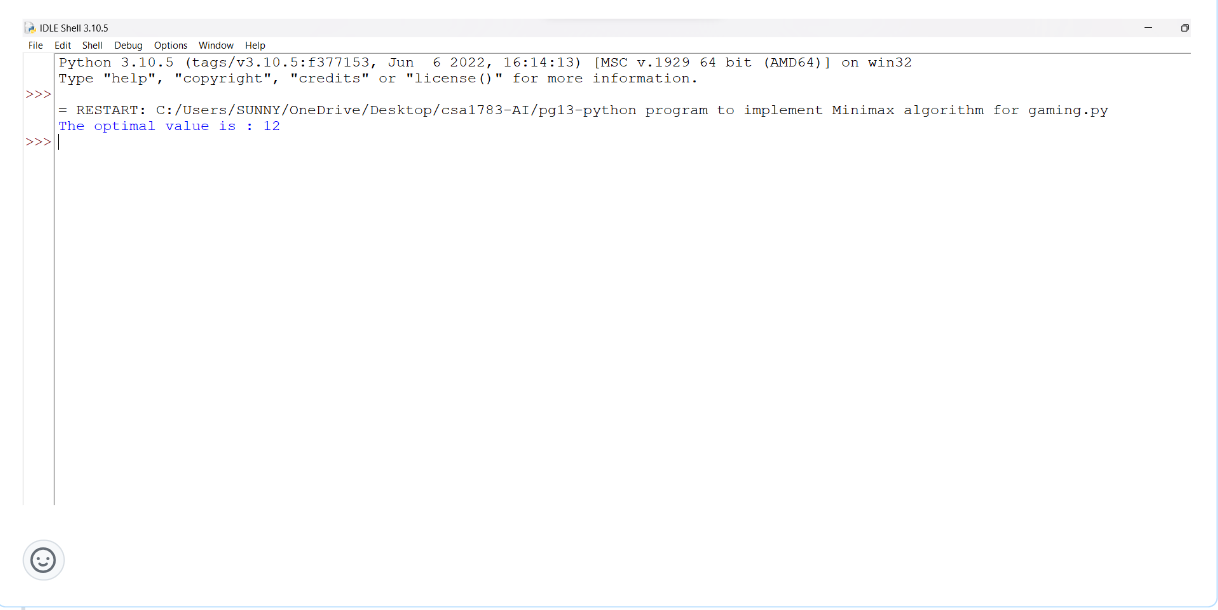 IDLE Shell 3.10.5
File Edit Shell Debug Options Window Help
Python 3.10.5 (tags/v3.10.5:f377153, Jun  6 2022, 16:14:13) [MSC v.1929 64 bit (AMD64)] on win32
Type "help", "copyright", "credits" or "license()" for more information.
>>>
= RESTART: C:/Users/SUNNY/OneDrive/Desktop/csa1783-AI/pg13-python program to implement Minimax algorithm for gaming.py
The optimal value is : 12
>>>